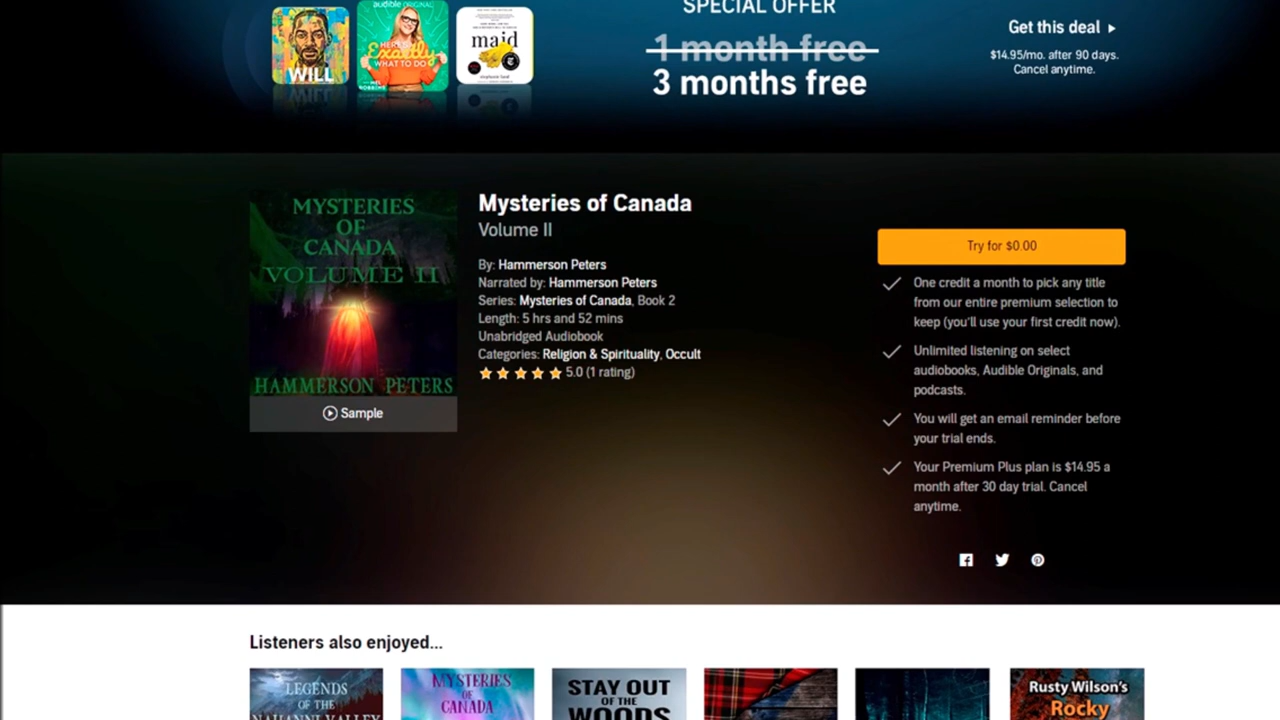 SPECIAL OFFER
1 month free
3 months free
Get this deal
$14.95/mo. after 90 days.
Cancel anytime.
WILL
audible ORIGINAL
HERE'S
Exactly
WHAT TO DO
maid
Mysteries of Canada
Volume II
By: Hammerson Peters
Narrated by: Hammerson Peters
Series: Mysteries of Canada, Book 2
Length: 5 hrs and 52 mins
Unabridged Audiobook
Categories: Religion & Spirituality, Occult
5.0 (1 rating)
MYSTERIES
OF
CANADA
VOLUME II
HAMMERSON PETERS
Sample
Try for $0.00
One credit a month to pick any title
from our entire premium selection to
keep (you'll use your first credit now).
Unlimited listening on select
audiobooks, Audible Originals, and
podcasts.
You will get an email reminder before
your trial ends.
Your Premium Plus plan is $14.95 a
month after 30 day trial. Cancel
anytime.
Listeners also enjoyed...
LEGENDS
OF THE
NAHANNI VALLEY
MYSTERIES
OF
CANADA
STAY OUT
OF THE
WOODS
Rusty Wilson's
Rocky